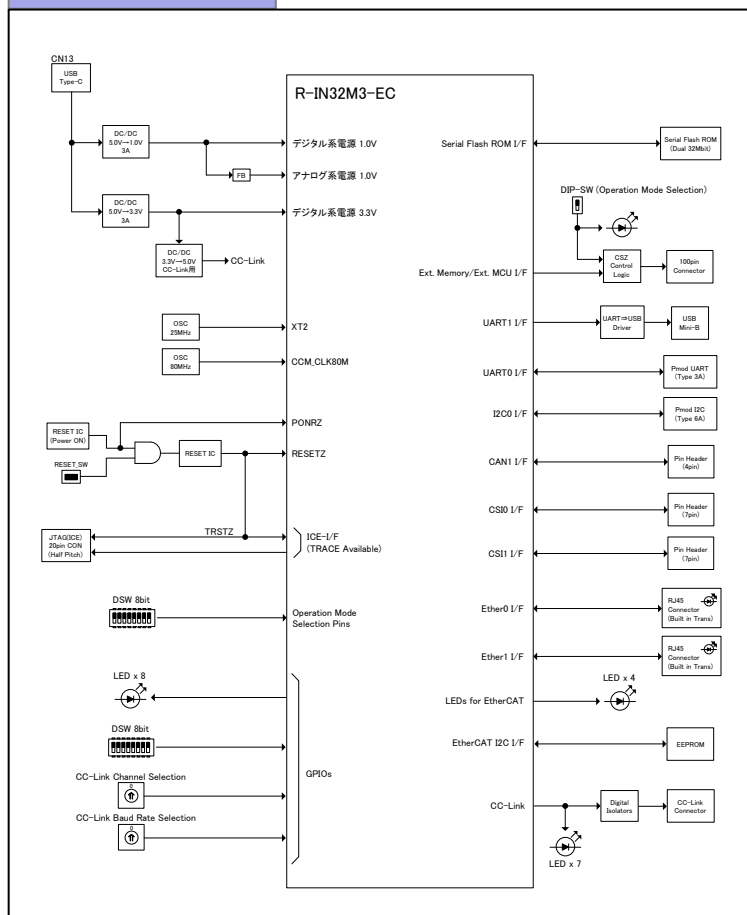 CN13
USB
Type-C
R-IN32M3-EC
DC/DC
5.0V→1.0V
3A
デジタル系電源 1.0V
FB
アナログ系電源 1.0V
DC/DC
5.0V→3.3V
3A
デジタル系電源 3.3V
DC/DC
3.3V→5.0V
CC-Link用
CC-Link
OSC
25MHz
XT2
OSC
80MHz
CCM_CLK80M
RESET IC
(Power ON)
PONRZ
RESET_SW
RESET IC
RESETZ
JTAG(ICE)
20pin CON
(Half Pitch)
TRSTZ
ICE-I/F
(TRACE Available)
DSW 8bit
Operation Mode
Selection Pins
LED x 8
DSW 8bit
GPIOs
CC-Link Channel Selection
0
CC-Link Baud Rate Selection
0
Serial Flash ROM I/F
Serial Flash ROM
(Dual 32Mbit)
DIP-SW (Operation Mode Selection)
Ext. Memory/Ext. MCU I/F
CSZ
Control
Logic
100pin
Connector
UART1 I/F
UART⇒USB
Driver
USB
Mini-B
UART0 I/F
Pmod UART
(Type 3A)
I2C0 I/F
Pmod I2C
(Type 6A)
CAN1 I/F
Pin Header
(4pin)
CSI0 I/F
Pin Header
(7pin)
CSI1 I/F
Pin Header
(7pin)
Ether0 I/F
RJ45
Connector
(Built in Trans)
Ether1 I/F
RJ45
Connector
(Built in Trans)
LEDs for EtherCAT
LED x 4
EtherCAT I2C I/F
EEPROM
CC-Link
Digital
Isolators
CC-Link
Connector
LED x 7